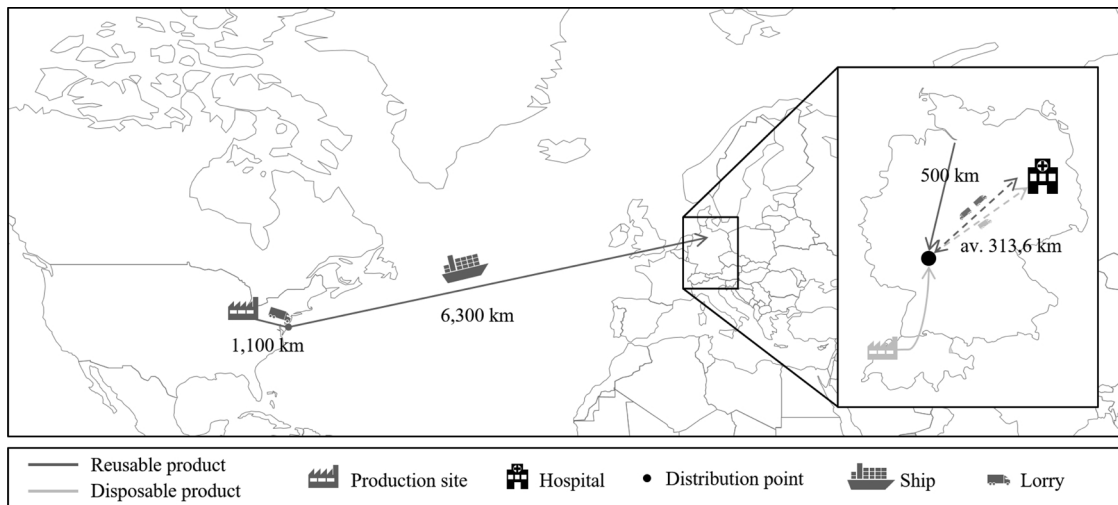 500 km
av. 313,6 km
6,300 km
1,100 km
Reusable product
Disposable product
Production site
Hospital
Distribution point
Ship
Lorry